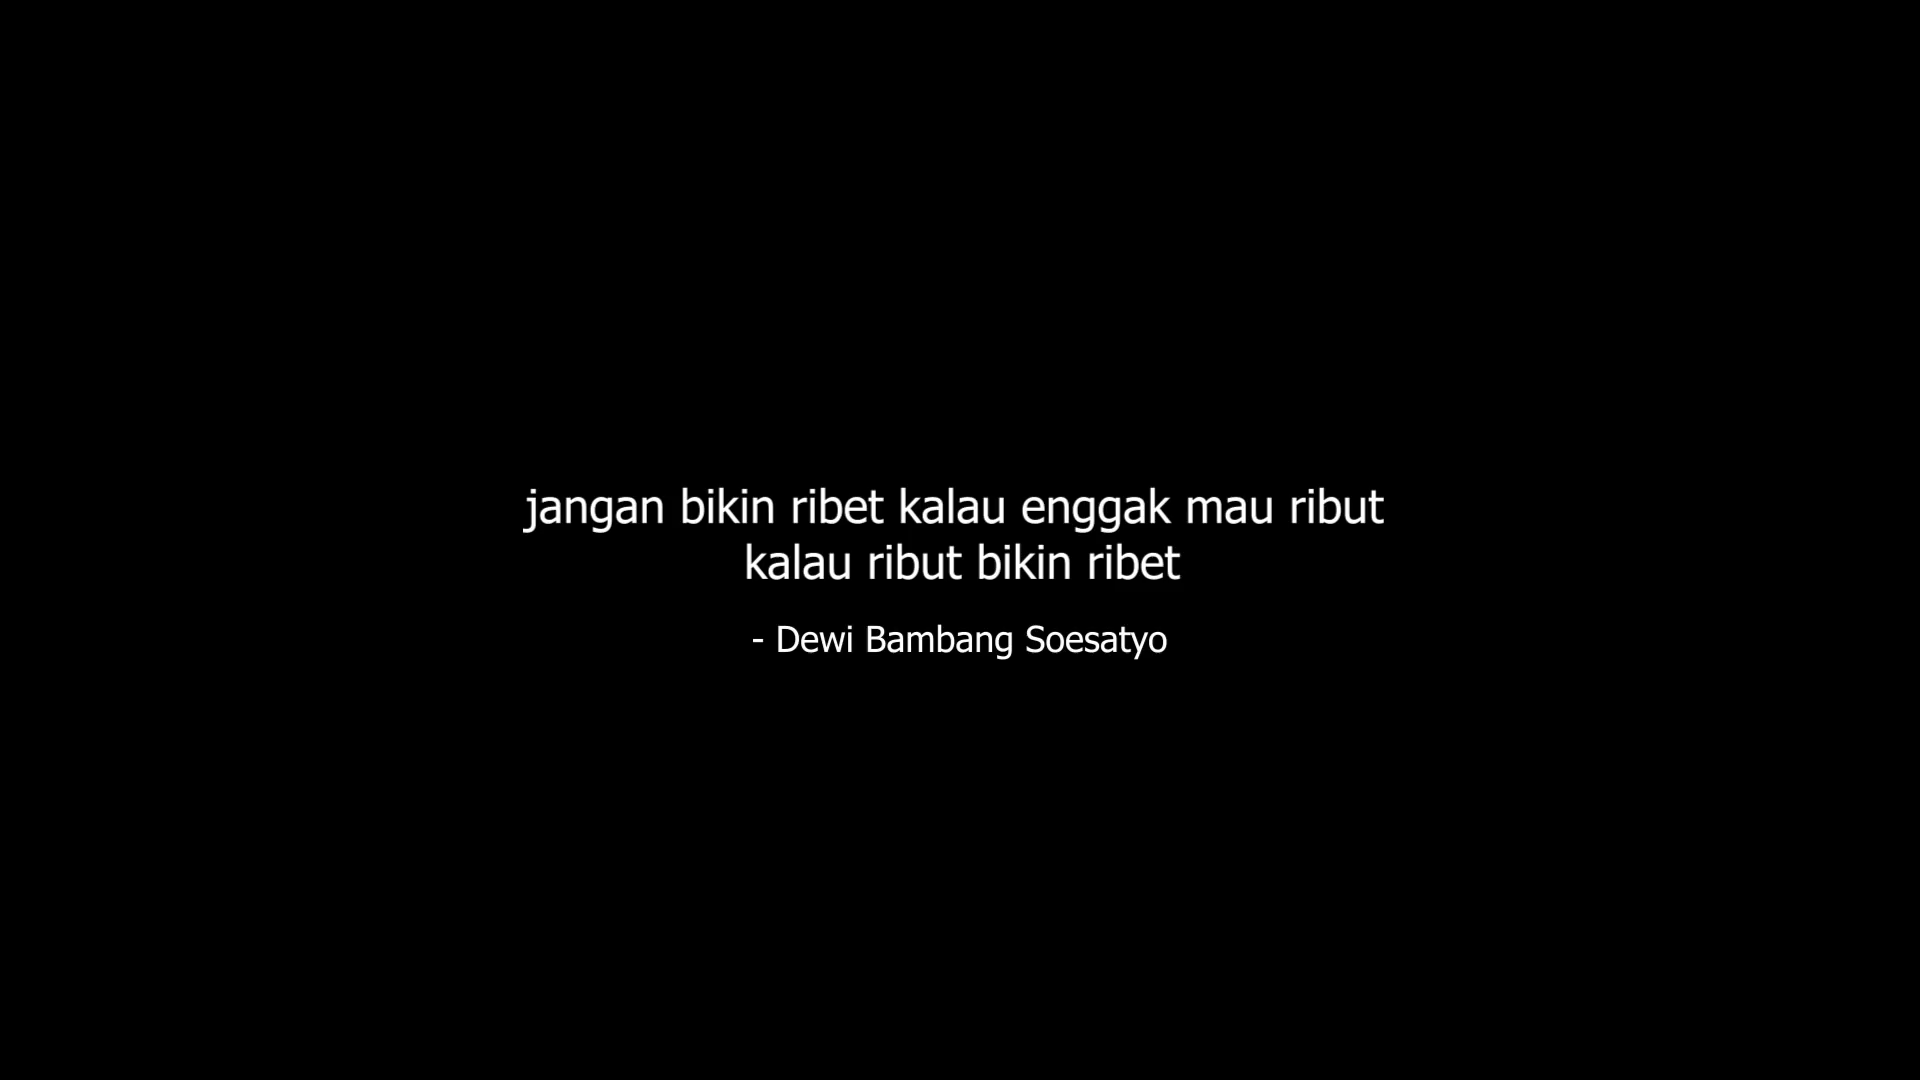 jangan bikin ribet kalau enggak mau ribut
kalau ribut bikin ribet
- Dewi Bambang Soesatyo